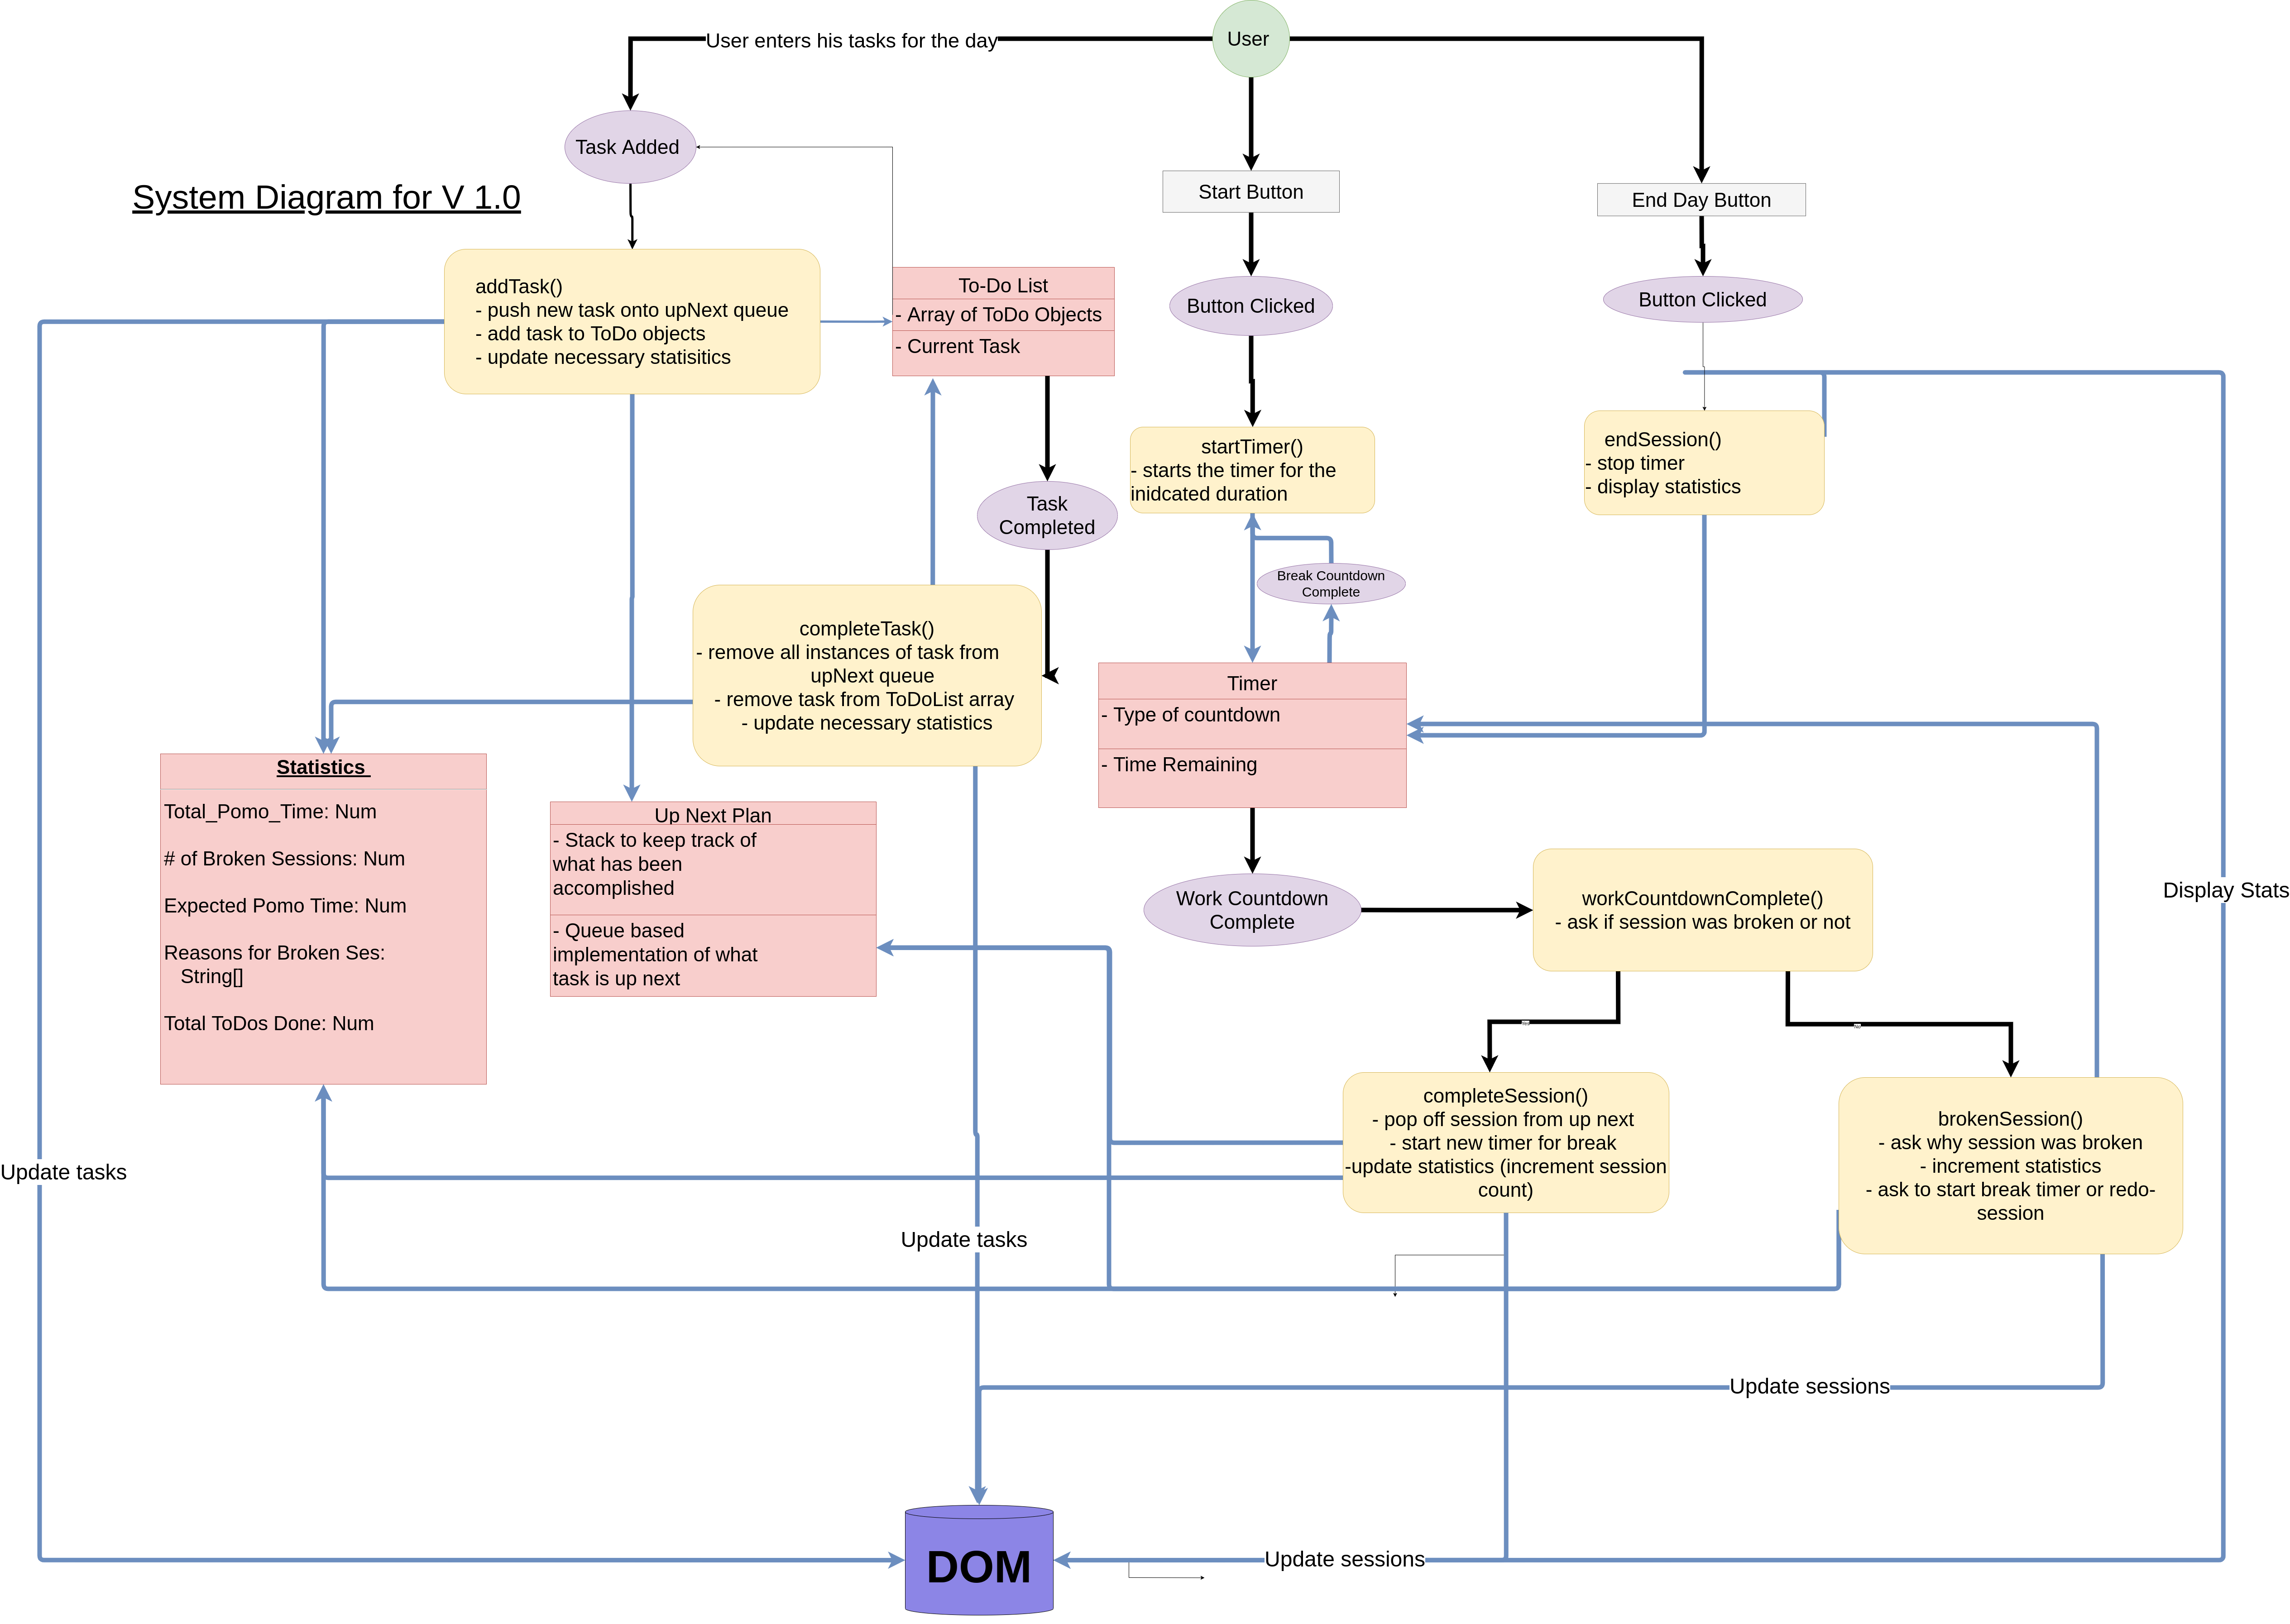 User
User enters his tasks for the day
Task Added
System Diagram for V 1.0
Start Button
End Day Button
addTask()
- push new task onto upNext queue
- add task to ToDo objects
- update necessary statisitics
To-Do List
- Array of ToDo Objects
- Current Task
Button Clicked
Button Clicked
startTimer()
- starts the timer for the
inidcated duration
endSession()
- stop timer
- display statistics
Task
Completed
Break Countdown
Complete
completeTask()
- remove all instances of task from
upNext queue
- remove task from ToDoList array
- update necessary statistics
Timer
- Type of countdown
- Time Remaining
Statistics
Total_Pomo_Time: Num
# of Broken Sessions: Num
Expected Pomo Time: Num
Reasons for Broken Ses:
String[]
Total ToDos Done: Num
Up Next Plan
- Stack to keep track of
what has been
accomplished
- Queue based
implementation of what
task is up next
Work Countdown
Complete
workCountdownComplete()
- ask if session was broken or not
Display Stats
completeSession()
- pop off session from up next
- start new timer for break
-update statistics (increment session
count)
brokenSession()
- ask why session was broken
- increment statistics
- ask to start break timer or redo-
session
Update tasks
Update tasks
Update sessions
Update sessions
DOM